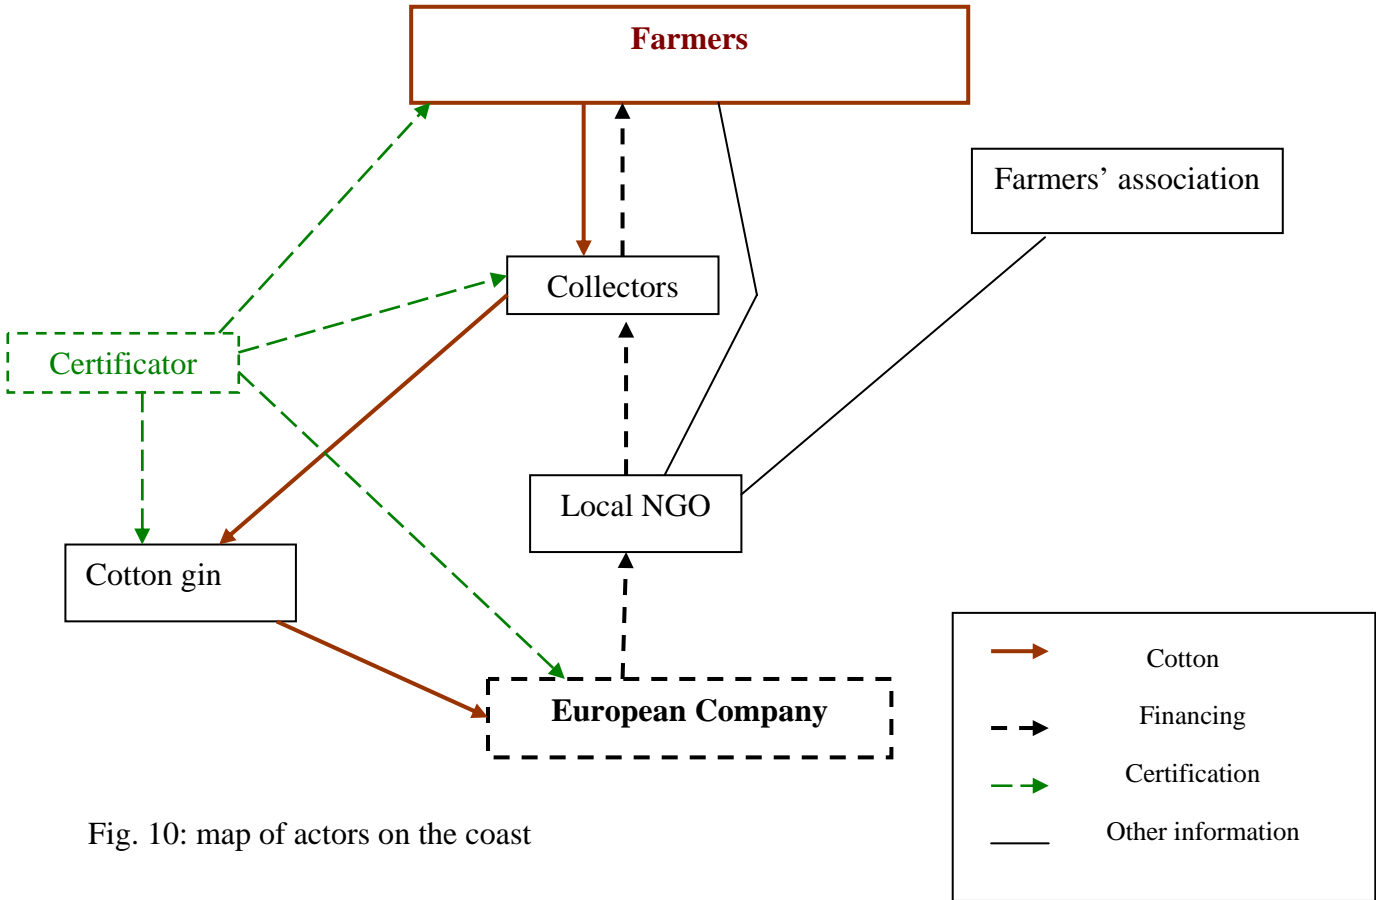 Farmers
Farmers’ association
Collectors
Certificator
Local NGO
Cotton gin
European Company
Cotton
Financing
Certification
Other information
Fig. 10: map of actors on the coast